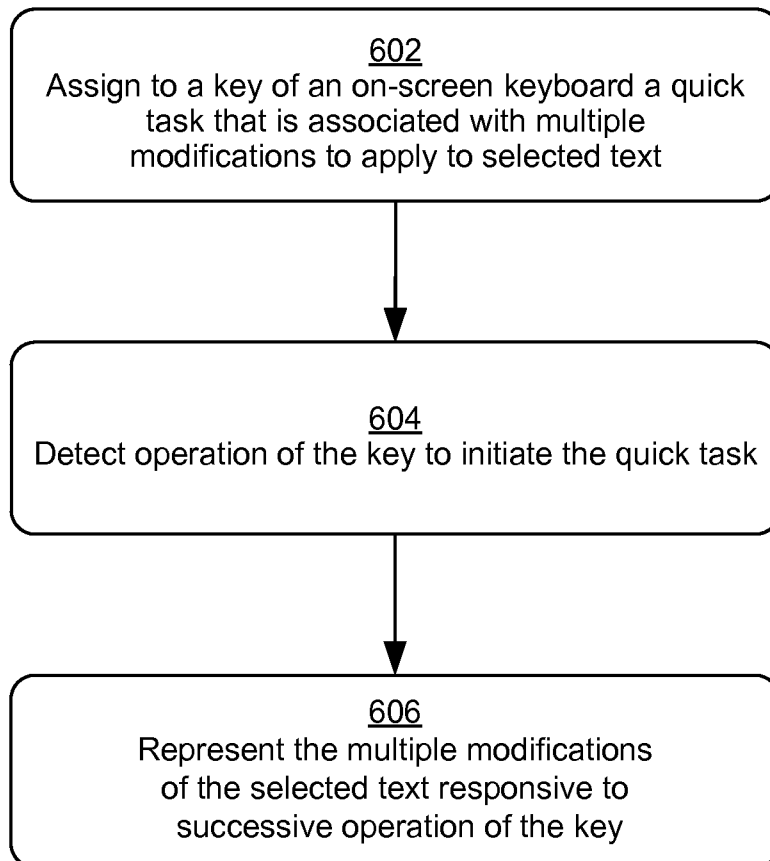 602
Assign to a key of an on-screen keyboard a quick
task that is associated with multiple
modifications to apply to selected text
604
Detect operation of the key to initiate the quick task
606
Represent the multiple modifications
of the selected text responsive to
successive operation of the key